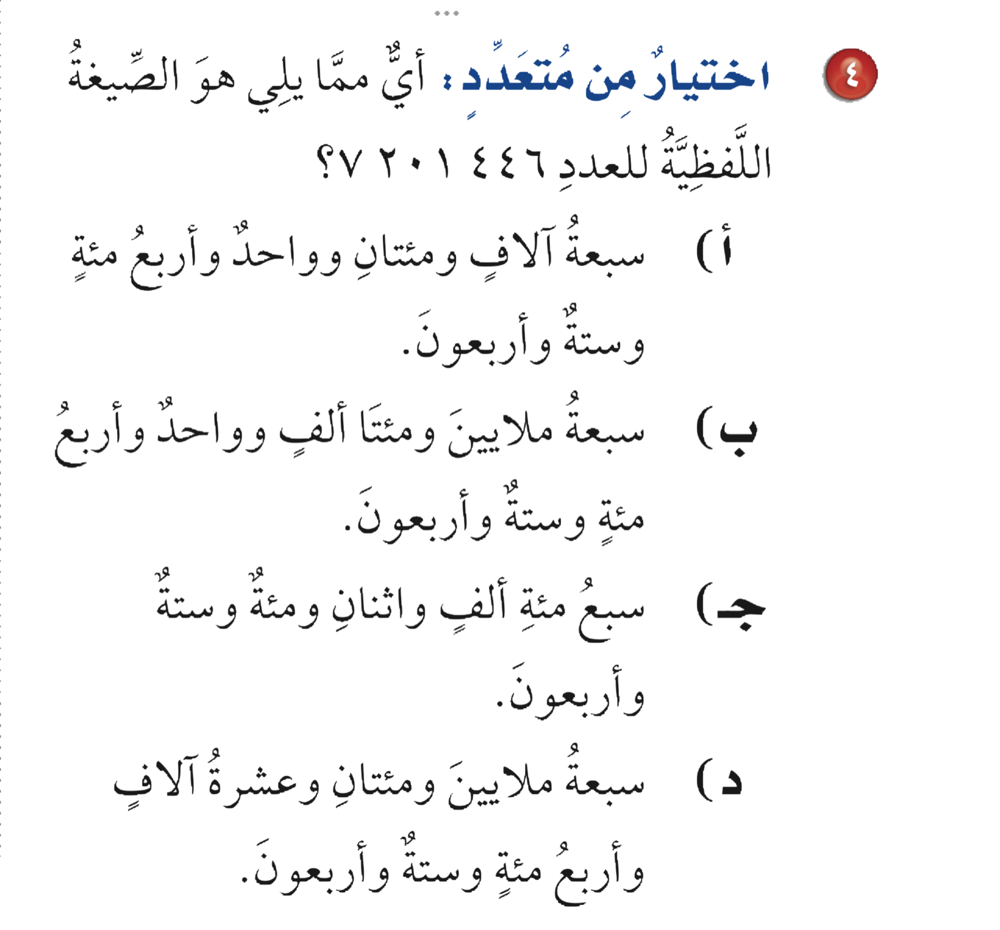 ٤ اختيارٌ مِن مُتعَدِّدٍ: أيٌّ ممَّا يلِي هوَ الصِّيغةُ
اللَّفظِيَّةُ للعددِ ٤٤٦ ٢٠١ ٧؟
أ) سبعةُ آلافٍ ومئتانِ وواحدٌ وأربعُ مئةٍ
وستةٌ وأربعونَ.
ب) سبعةُ ملايينَ ومئتَا ألفٍ وواحدٌ وأربعُ
مئةٍ وستةٌ وأربعونَ.
جـ) سبعُ مئةِ ألفٍ واثنانِ ومئةٌ وستةٌ
وأربعونَ.
د) سبعةُ ملايينَ ومئتانِ وعشرةُ آلافٍ
وأربعُ مئةٍ وستةٌ وأربعونَ.